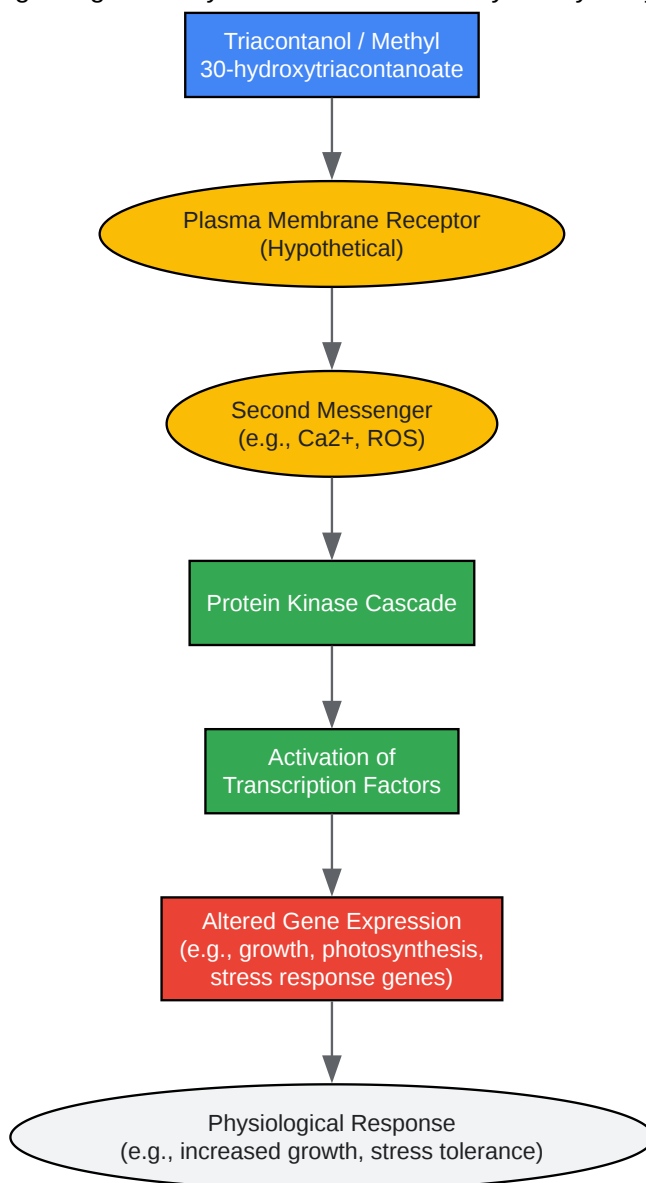 Triacontanol / Methyl
30-hydroxytriacontanoate
Plasma Membrane Receptor
(Hypothetical)
Second Messenger
(e.g., Ca2+, ROS)
Protein Kinase Cascade
Activation of
Transcription Factors
Altered Gene Expression
(e.g., growth, photosynthesis,
stress response genes)
Physiological Response
(e.g., increased growth, stress tolerance)